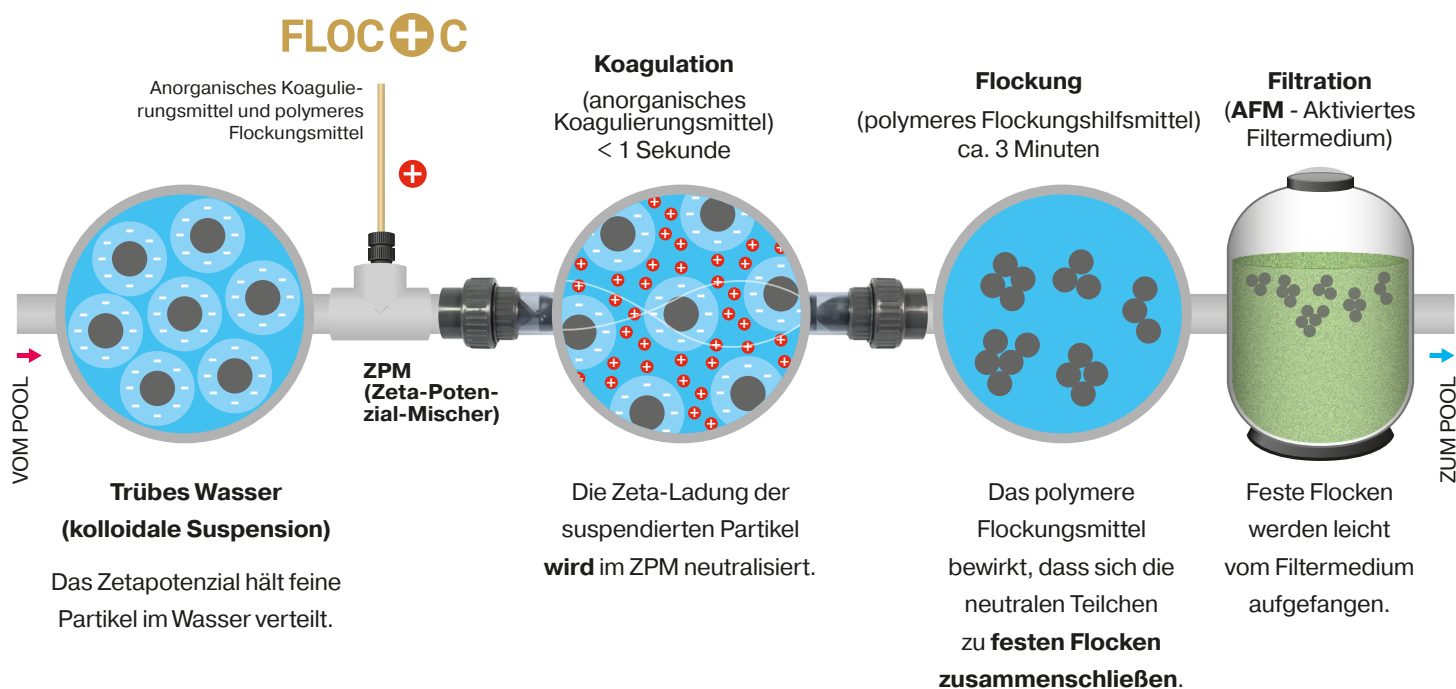 FLOC+C
Anorganisches Koagulie-
rungsmittel und polymeres
Flockungsmittel
Koagulation
(anorganisches
Koagulierungsmittel)
< 1 Sekunde
Flockung
(polymeres Flockungshilfsmittel)
ca. 3 Minuten
Filtration
(AFM - Aktiviertes
Filtermedium)
VOM POOL
ZPM
(Zeta-Poten-
zial-Mischer)
ZUM POOL
Trübes Wasser
(kolloidale Suspension)
Das Zetapotenzial hält feine
Partikel im Wasser verteilt.
Die Zeta-Ladung der
suspendierten Partikel
wird im ZPM neutralisiert.
Das polymere
Flockungsmittel
bewirkt, dass sich die
neutralen Teilchen
zu festen Flocken
zusammenschließen.
Feste Flocken
werden leicht
vom Filtermedium
aufgefangen.